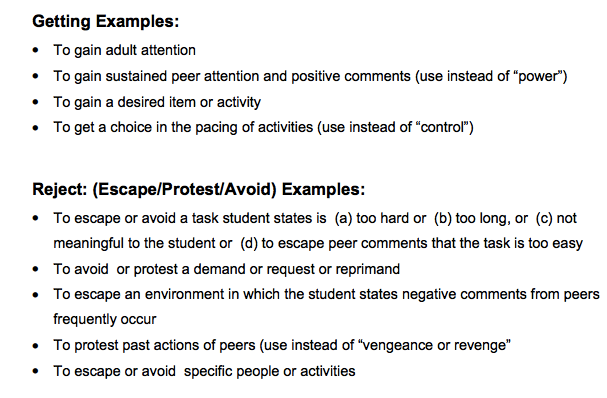 Getting Examples:
• To gain adult attention
• To gain sustained peer attention and positive comments (use instead of “power”)
• To gain a desired item or activity
• To get a choice in the pacing of activities (use instead of “control”)
Reject: (Escape/Protest/Avoid) Examples:
• To escape or avoid a task student states is (a) too hard or (b) too long, or (c) not
meaningful to the student or (d) to escape peer comments that the task is too easy
• To avoid or protest a demand or request or reprimand
• To escape an environment in which the student states negative comments from peers
frequently occur
• To protest past actions of peers (use instead of “vengeance or revenge”
• To escape or avoid specific people or activities